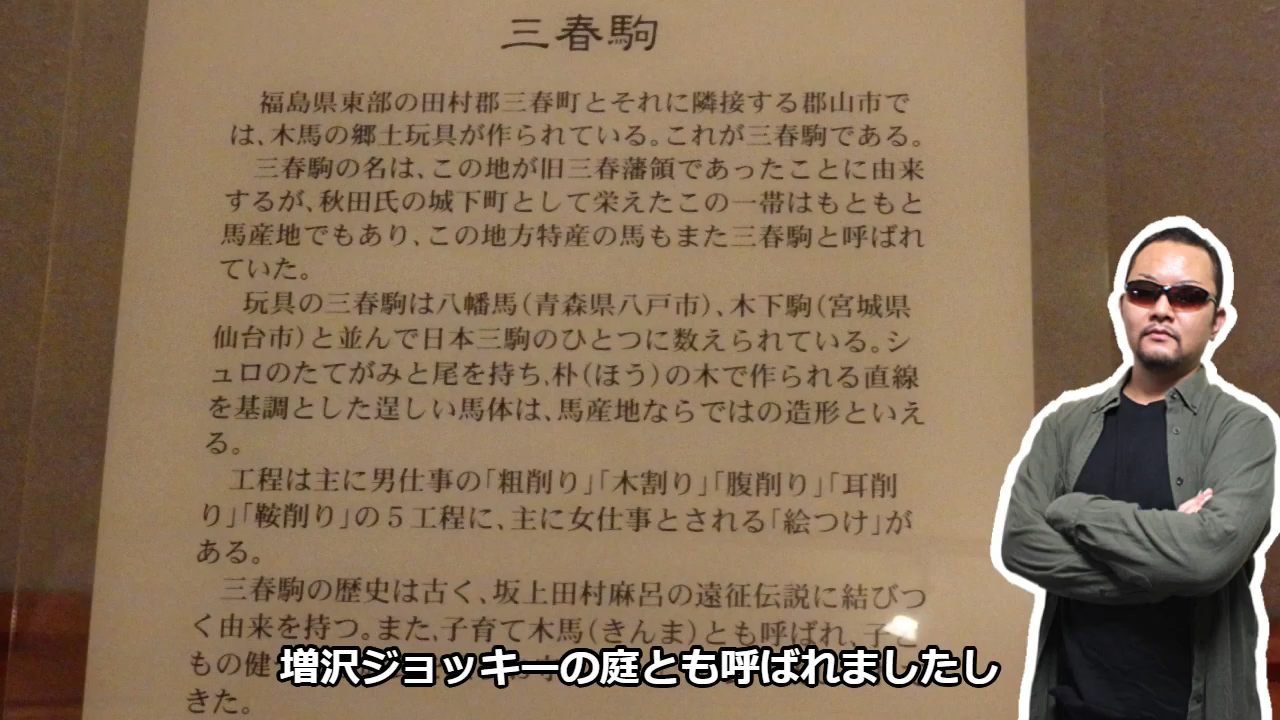 三春駒
福島県東部の田村郡三春町とそれに隣接する郡山市で
は、木馬の郷土玩具が作られている。これが三春駒である。
三春駒の名は、この地が旧三春藩領であったことに由来
するが、秋田氏の城下町として栄えたこの一帯はもともと
馬産地でもあり、この地方特産の馬もまた三春駒と呼ばれ
ていた。
玩具の三春駒は八幡馬(青森県八戸市)、木下駒(宮城県
仙台市)と並んで日本三駒のひとつに数えられている。シ
ュロのたてがみと尾を持ち、朴(ほう)の木で作られる直線
を基調とした逞しい馬体は、馬産地ならではの造形といえ
る。
工程は主に男仕事の「粗削り」「木割り」「腹削り」「耳削
り」「鞍削り」の5工程に、主に女仕事とされる「絵つけ」が
ある。
三春駒の歴史は古く、坂上田村麻呂の遠征伝説に結びつ
く由来を持つ。また、子育て木馬(きんま)とも呼ばれ、子ど
もの健
きた。
増沢ジョッキーの庭とも呼ばれましたし